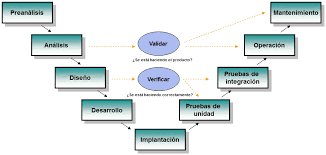 Preanálisis
Mantenimiento
Análisis
Validar
Operación
¿Se está haciendo el producto?
Diseño
Verificar
Pruebas de
integración
¿Se está haciendo correctamente?
Desarrollo
Pruebas de
unidad
Implantación